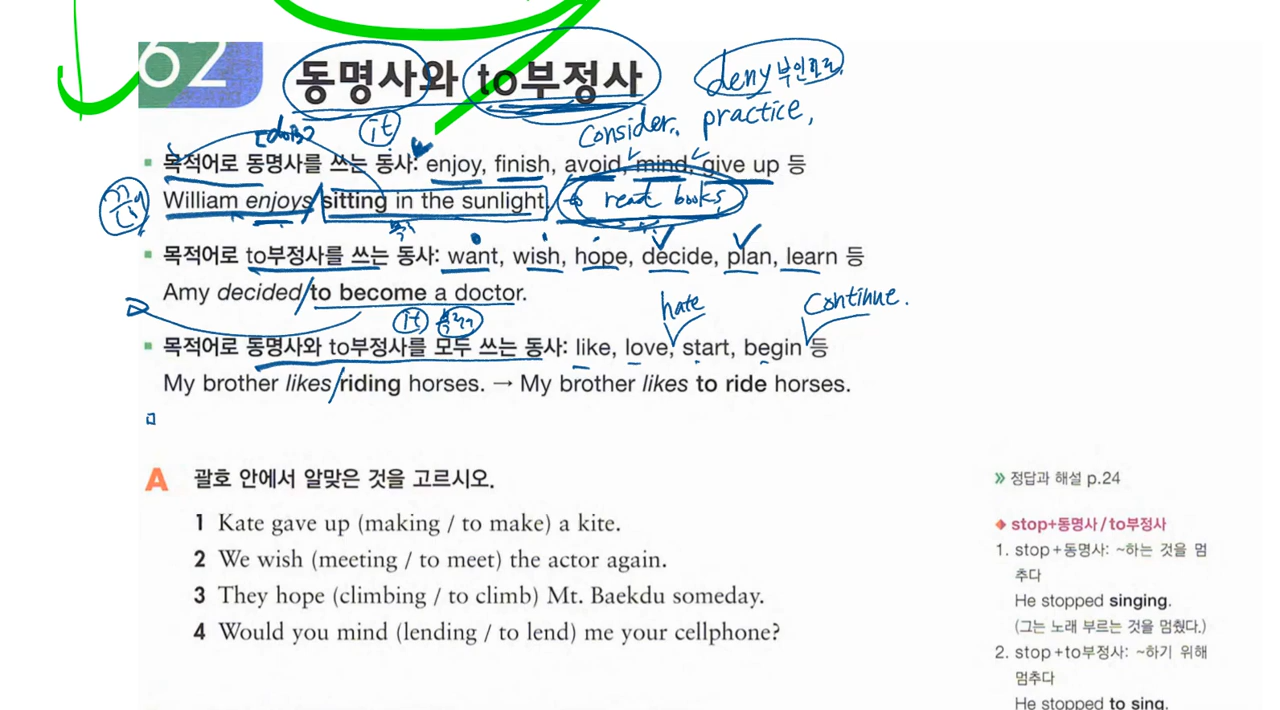 62 동명사와 to부정사
deny
it
consider, practice,
목적어로 동명사를 쓰는 동사: enjoy, finish, avoid, mind, give up 등
William enjoys sitting in the sunlight. read books
목적어로 to부정사를 쓰는 동사: want, wish, hope, decide, plan, learn 등
Amy decided to become a doctor.
hate continue.
it
목적어로 동명사와 to부정사를 모두 쓰는 동사: like, love, start, begin 등
My brother likes riding horses. → My brother likes to ride horses.
A 괄호 안에서 알맞은 것을 고르시오.
1 Kate gave up (making / to make) a kite.
2 We wish (meeting / to meet) the actor again.
3 They hope (climbing / to climb) Mt. Baekdu someday.
4 Would you mind (lending / to lend) me your cellphone?
» 정답과 해설 p.24
◆ stop+동명사/to부정사
1. stop+동명사: ~하는 것을 멈
추다
He stopped singing.
(그는 노래 부르는 것을 멈췄다.)
2. stop+to부정사: ~하기 위해
멈추다
He stopped to sing.